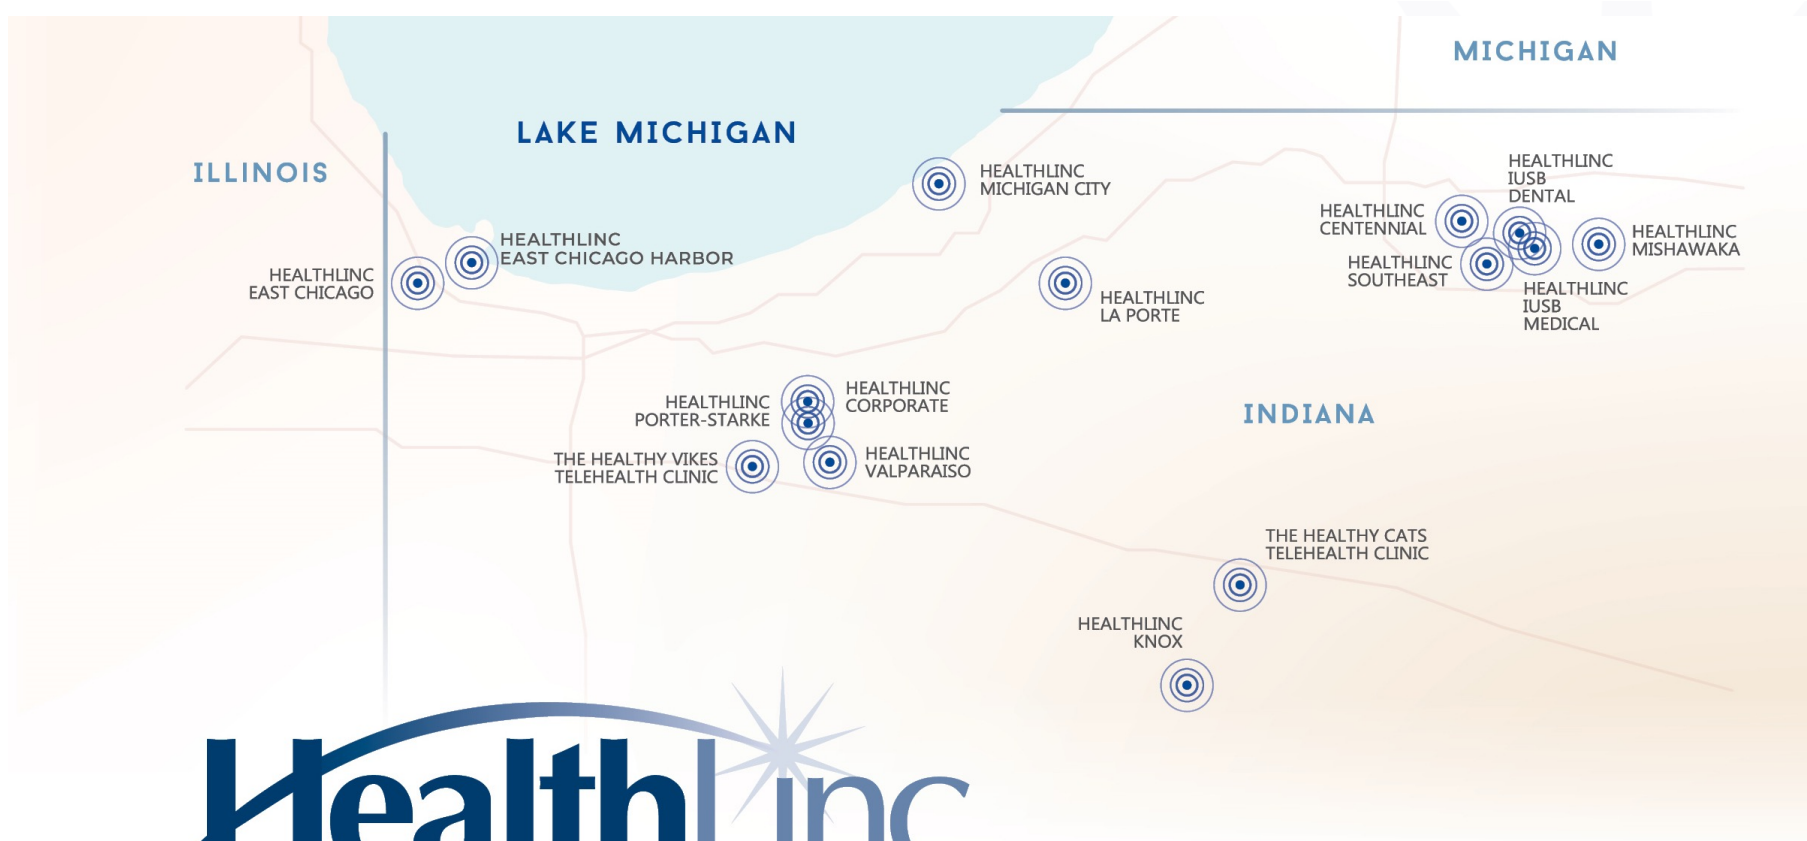 MICHIGAN
LAKE MICHIGAN
ILLINOIS
HEALTHLINC
IUSB
DENTAL
HEALTHLINC
MICHIGAN CITY
HEALTHLINC
CENTENNIAL
HEALTHLINC
MISHAWAKA
HEALTHLINC
EAST CHICAGO HARBOR
HEALTHLINC
EAST CHICAGO
HEALTHLINC
SOUTHEAST
HEALTHLINC
IUSB
MEDICAL
HEALTHLINC
LA PORTE
HEALTHLINC
PORTER-STARKE
HEALTHLINC
CORPORATE
INDIANA
THE HEALTHY VIKES
TELEHEALTH CLINIC
HEALTHLINC
VALPARAISO
THE HEALTHY CATS
TELEHEALTH CLINIC
HEALTHLINC
KNOX
HealthLinc